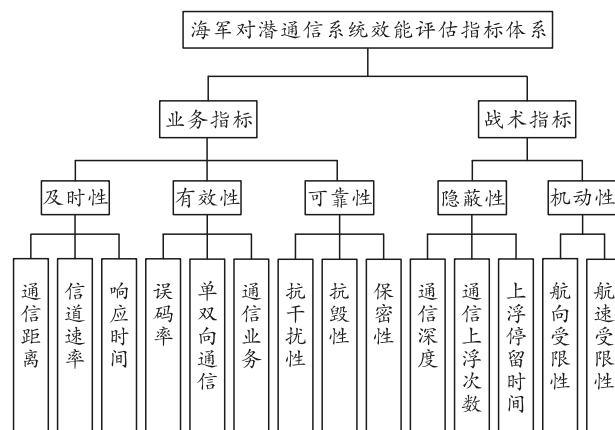 海军对潜通信系统效能评估指标体系
业务指标
战术指标
及时性
有效性
可靠性
隐蔽性
机动性
通信距离
信道速率
响应时间
误码率
单双向通信
通信业务
抗干扰性
抗毁性
保密性
通信深度
通信上浮次数
上浮停留时间
航向受限性
航速受限性